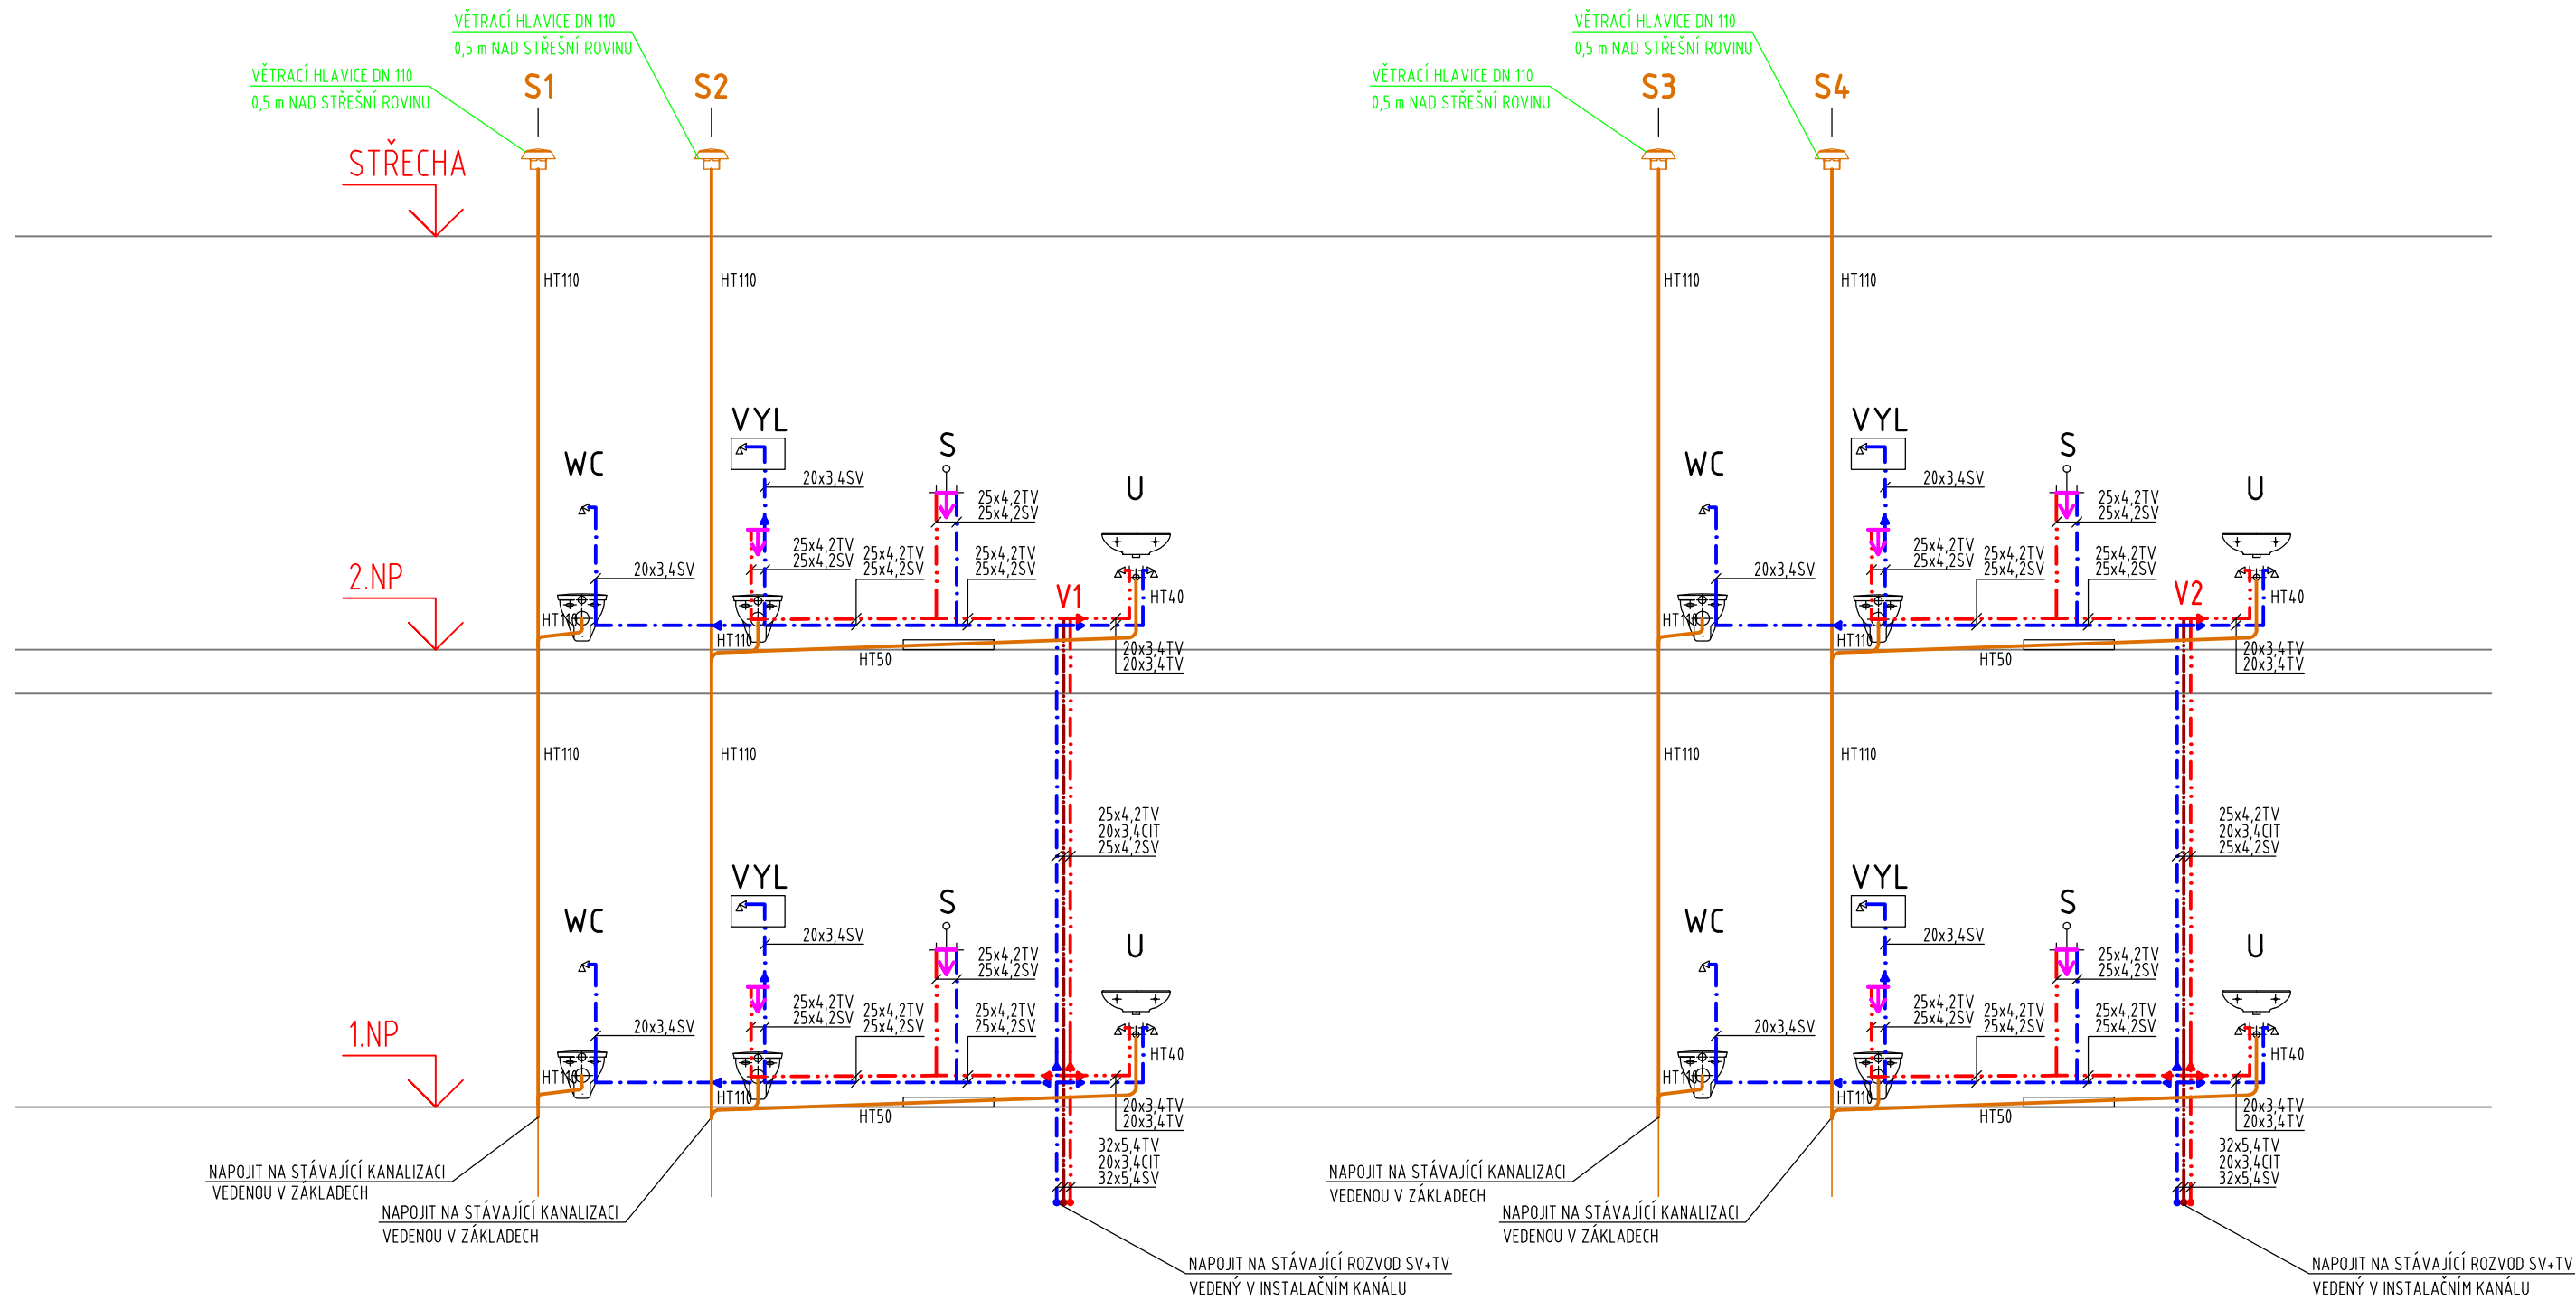 VĚTRACÍ HLAVICE DN 110
0,5 m NAD STŘEŠNÍ ROVINU
VĚTRACÍ HLAVICE DN 110
0,5 m NAD STŘEŠNÍ ROVINU
VĚTRACÍ HLAVICE DN 110
0,5 m NAD STŘEŠNÍ ROVINU
VĚTRACÍ HLAVICE DN 110
0,5 m NAD STŘEŠNÍ ROVINU
S1
S2
S3
S4
STŘECHA
HT110
HT110
HT110
HT110
2.NP
WC
20x3,4SV
HT110
VYL
20x3,4SV
25x4,2TV
25x4,2SV
HT110
25x4,2TV
25x4,2SV
HT50
S
25x4,2TV
25x4,2SV
25x4,2TV
25x4,2SV
V1
U
HT40
20x3,4TV
20x3,4TV
WC
20x3,4SV
HT110
VYL
20x3,4SV
25x4,2TV
25x4,2SV
HT110
25x4,2TV
25x4,2SV
HT50
S
25x4,2TV
25x4,2SV
25x4,2TV
25x4,2SV
V2
U
HT40
20x3,4TV
20x3,4TV
HT110
HT110
25x4,2TV
20x3,4CIT
25x4,2SV
HT110
HT110
25x4,2TV
20x3,4CIT
25x4,2SV
1.NP
WC
20x3,4SV
HT110
VYL
20x3,4SV
25x4,2TV
25x4,2SV
HT110
25x4,2TV
25x4,2SV
HT50
S
25x4,2TV
25x4,2SV
25x4,2TV
25x4,2SV
U
HT40
20x3,4TV
20x3,4TV
32x5,4TV
20x3,4CIT
32x5,4SV
WC
20x3,4SV
HT110
VYL
20x3,4SV
25x4,2TV
25x4,2SV
HT110
25x4,2TV
25x4,2SV
HT50
S
25x4,2TV
25x4,2SV
25x4,2TV
25x4,2SV
U
HT40
20x3,4TV
20x3,4TV
32x5,4TV
20x3,4CIT
32x5,4SV
NAPOJIT NA STÁVAJÍCÍ KANALIZACI
VEDENOU V ZÁKLADECH
NAPOJIT NA STÁVAJÍCÍ KANALIZACI
VEDENOU V ZÁKLADECH
NAPOJIT NA STÁVAJÍCÍ ROZVOD SV+TV
VEDENÝ V INSTALAČNÍM KANÁLU
NAPOJIT NA STÁVAJÍCÍ KANALIZACI
VEDENOU V ZÁKLADECH
NAPOJIT NA STÁVAJÍCÍ KANALIZACI
VEDENOU V ZÁKLADECH
NAPOJIT NA STÁVAJÍCÍ ROZVOD SV+TV
VEDENÝ V INSTALAČNÍM KANÁLU